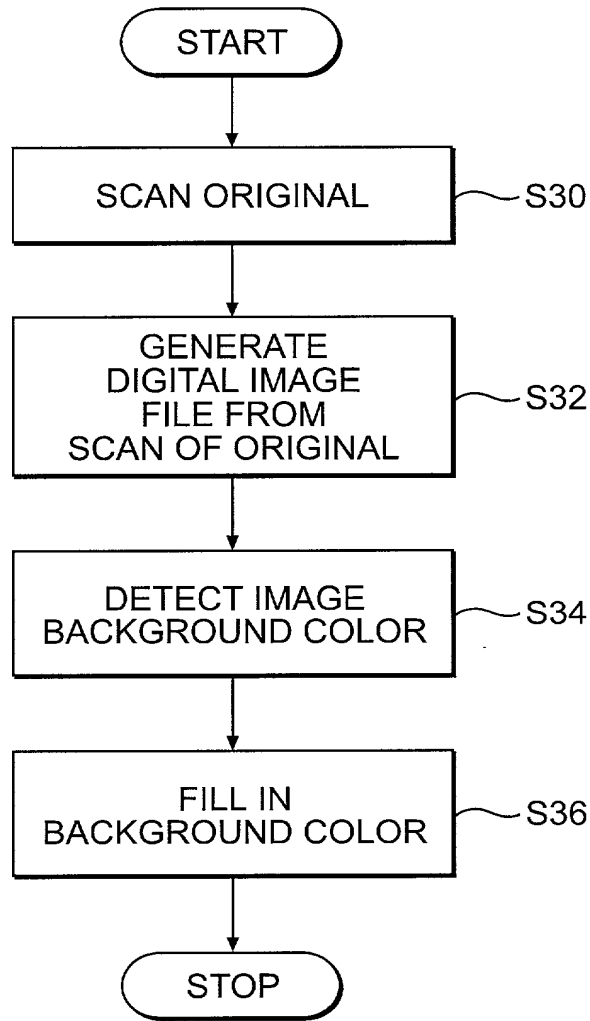 START
SCAN ORIGINAL
S30
GENERATE
DIGITAL IMAGE
FILE FROM
SCAN OF ORIGINAL
S32
DETECT IMAGE
BACKGROUND COLOR
S34
FILL IN
BACKGROUND COLOR
S36
STOP